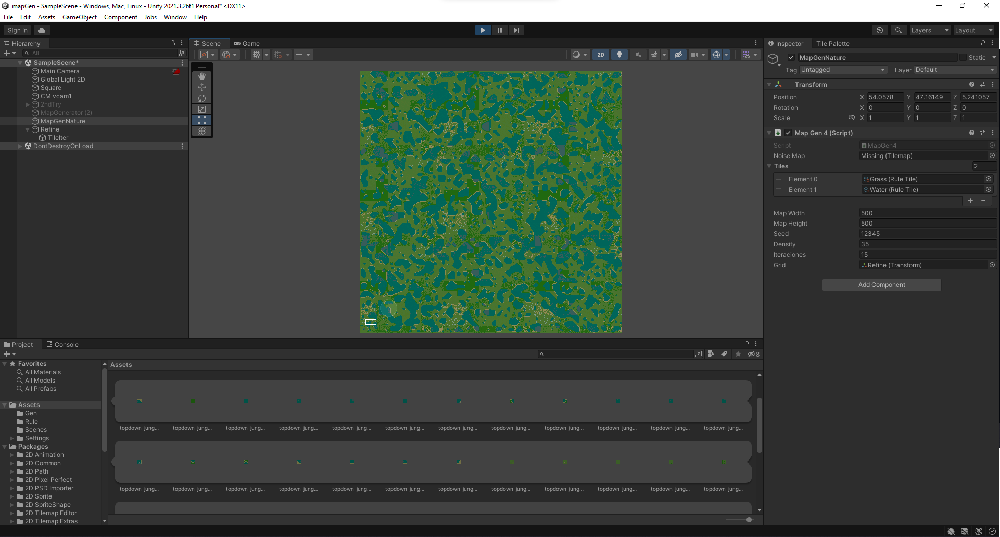 mapGen - SampleScene - Windows, Mac, Linux - Unity 2021.3.26f1 Personal* <DX11>
File Edit Assets GameObject Component Jobs Window Help
Sign in
Layers Layout
Hierarchy
All
SampleScene*
Main Camera
Global Light 2D
Square
CM vcam1
2ndTry
MapGenerator (2)
MapGenNature
Refine
TileIter
DontDestroyOnLoad
Scene Game
2D
Inspector Tile Palette
MapGenNature Static
Tag Untagged Layer Default
Transform
Position X 54.0578 Y 47.16149 Z 5.241057
Rotation X 0 Y 0 Z 0
Scale X 1 Y 1 Z 1
Map Gen 4 (Script)
Script MapGen4
Noise Map Missing (Tilemap)
Tiles 2
Element 0 Grass (Rule Tile)
Element 1 Water (Rule Tile)
Map Width 500
Map Height 500
Seed 12345
Density 35
Iteraciones 15
Grid Refine (Transform)
Add Component
Project Console
8
Favorites
All Materials
All Models
All Prefabs
Assets
Gen
Rule
Scenes
Settings
Packages
2D Animation
2D Common
2D Path
2D Pixel Perfect
2D PSD Importer
2D Sprite
2D SpriteShape
2D Tilemap Editor
2D Tilemap Extras
Assets
topdown_jung... topdown_jung... topdown_jung... topdown_jung... topdown_jung... topdown_jung... topdown_jung... topdown_jung... topdown_jung... topdown_jung... topdown_jung... topdown_jung...
topdown_jung... topdown_jung... topdown_jung... topdown_jung... topdown_jung... topdown_jung... topdown_jung... topdown_jung... topdown_jung... topdown_jung... topdown_jung... topdown_jung...